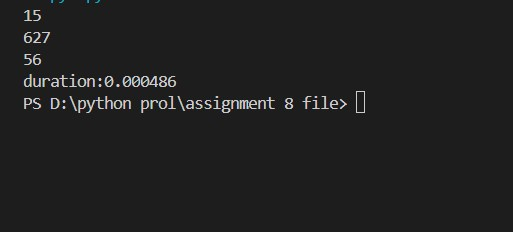 15
627
56
duration:0.000486
PS D:\python prol\assignment 8 file>